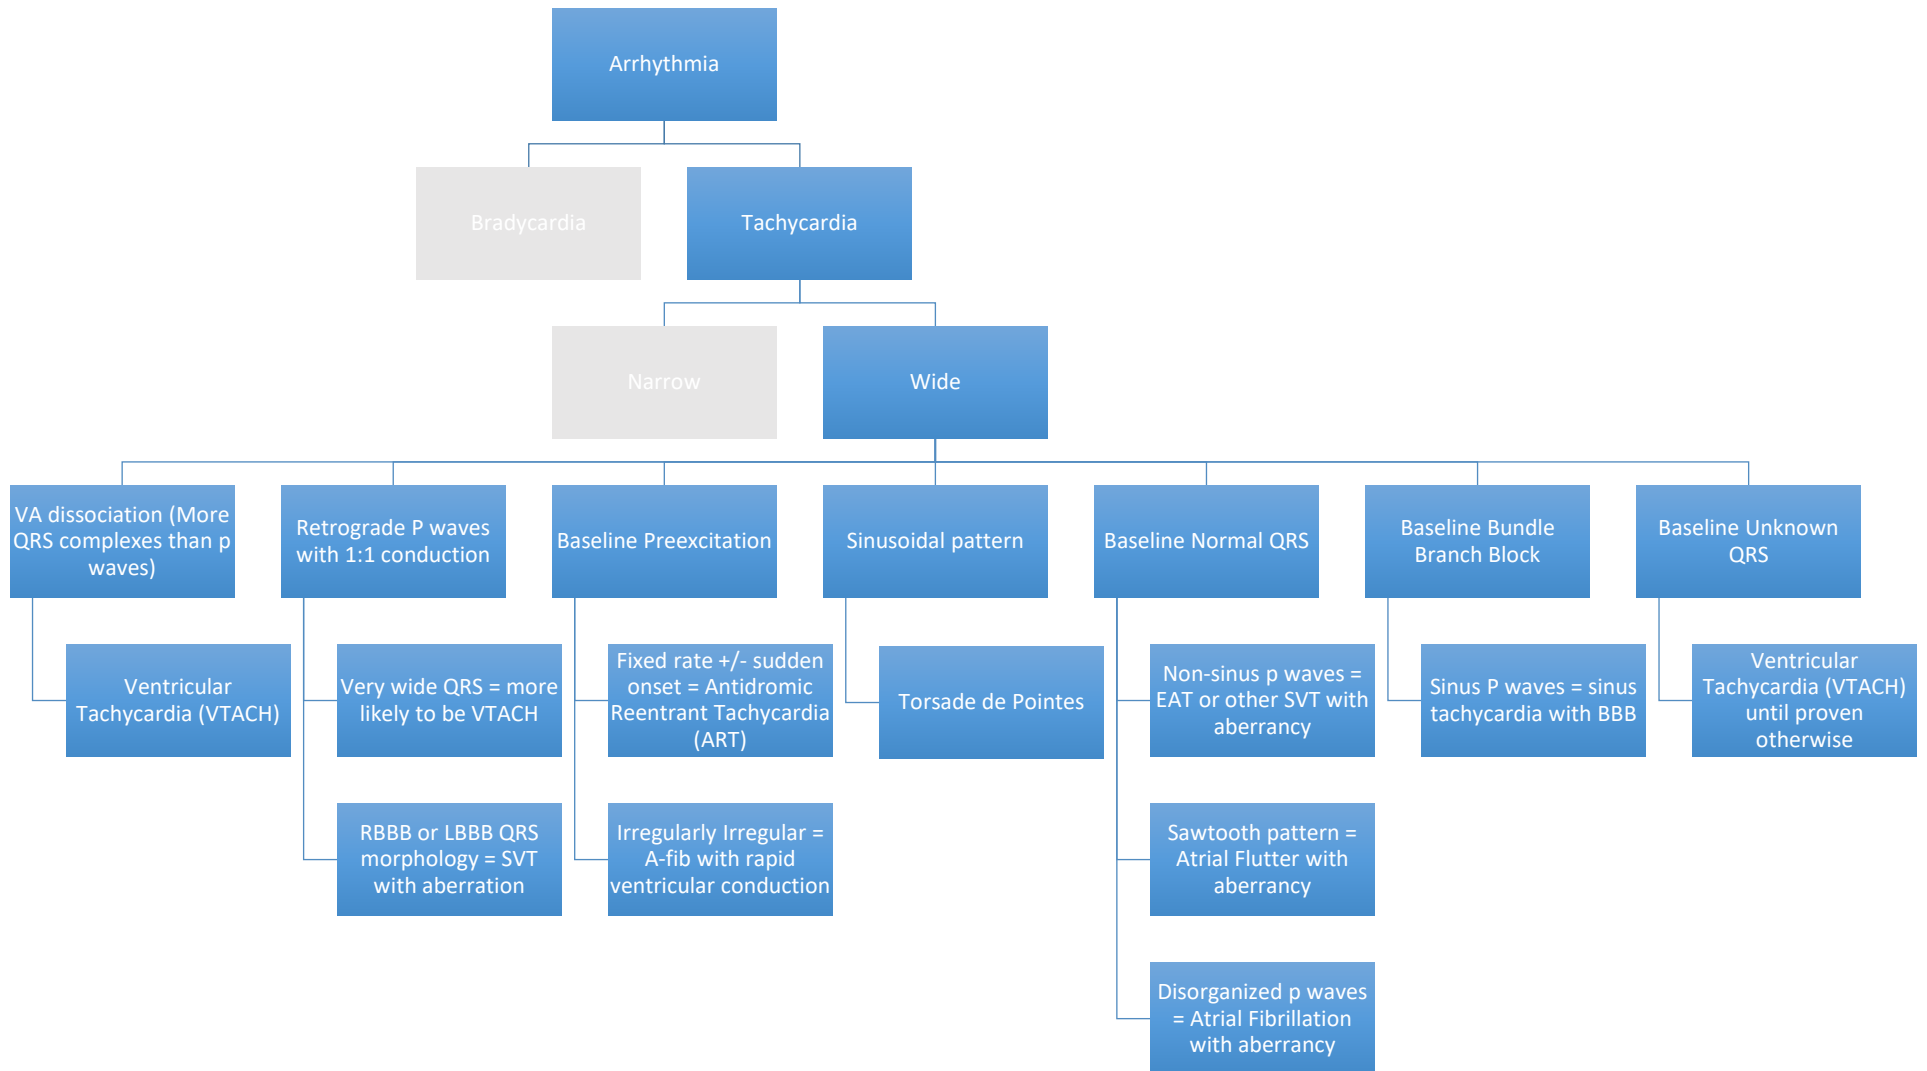 Arrhythmia
Bradycardia
Tachycardia
Narrow
Wide
VA dissociation (More
QRS complexes than p
waves)
Retrograde P waves
with 1:1 conduction
Baseline Preexcitation
Sinusoidal pattern
Baseline Normal QRS
Baseline Bundle
Branch Block
Baseline Unknown
QRS
Ventricular
Tachycardia (VTACH)
Very wide QRS = more
likely to be VTACH
Fixed rate +/- sudden
onset = Antidromic
Reentrant Tachycardia
(ART)
Torsade de Pointes
Non-sinus p waves =
EAT or other SVT with
aberrancy
Sinus P waves = sinus
tachycardia with BBB
Ventricular
Tachycardia (VTACH)
until proven
otherwise
RBBB or LBBB QRS
morphology = SVT
with aberration
Irregularly Irregular =
A-fib with rapid
ventricular conduction
Sawtooth pattern =
Atrial Flutter with
aberrancy
Disorganized p waves
= Atrial Fibrillation
with aberrancy